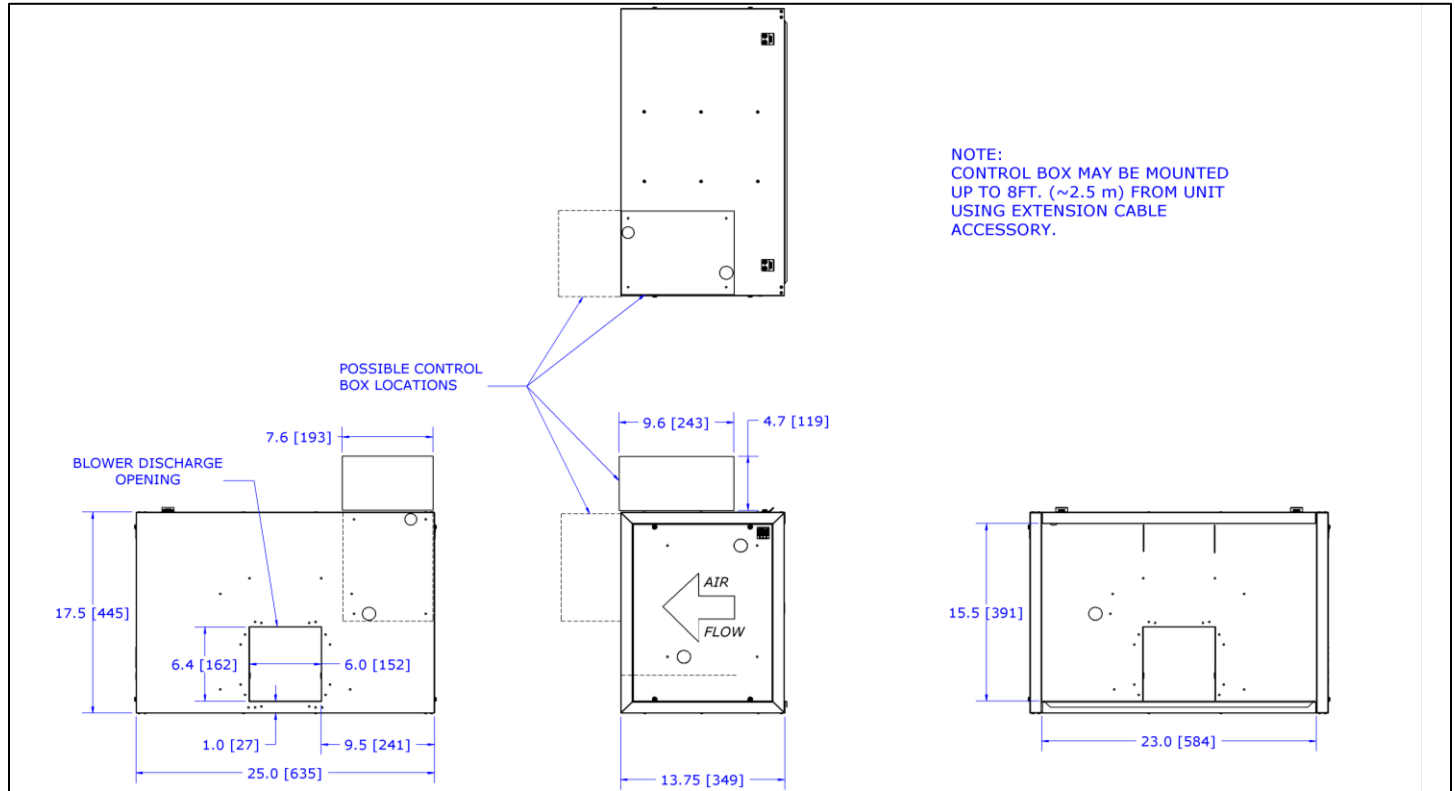 NOTE:
CONTROL BOX MAY BE MOUNTED
UP TO 8FT. (~2.5 m) FROM UNIT
USING EXTENSION CABLE
ACCESSORY.
POSSIBLE CONTROL
BOX LOCATIONS
7.6 [193]
9.6 [243]
4.7 [119]
BLOWER DISCHARGE
OPENING
17.5 [445]
6.4 [162]
6.0 [152]
1.0 [27]
9.5 [241]
25.0 [635]
AIR
FLOW
13.75 [349]
15.5 [391]
23.0 [584]